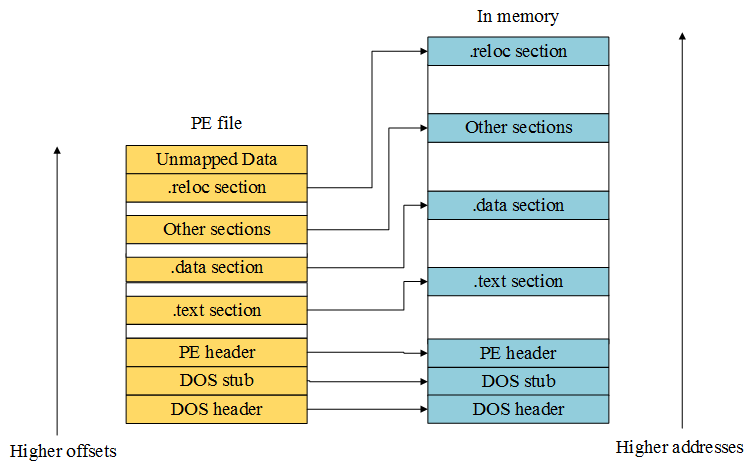 In memory
.reloc section
Other sections
.data section
.text section
PE header
DOS stub
DOS header
Higher addresses
PE file
Unmapped Data
.reloc section
Other sections
.data section
.text section
PE header
DOS stub
DOS header
Higher offsets